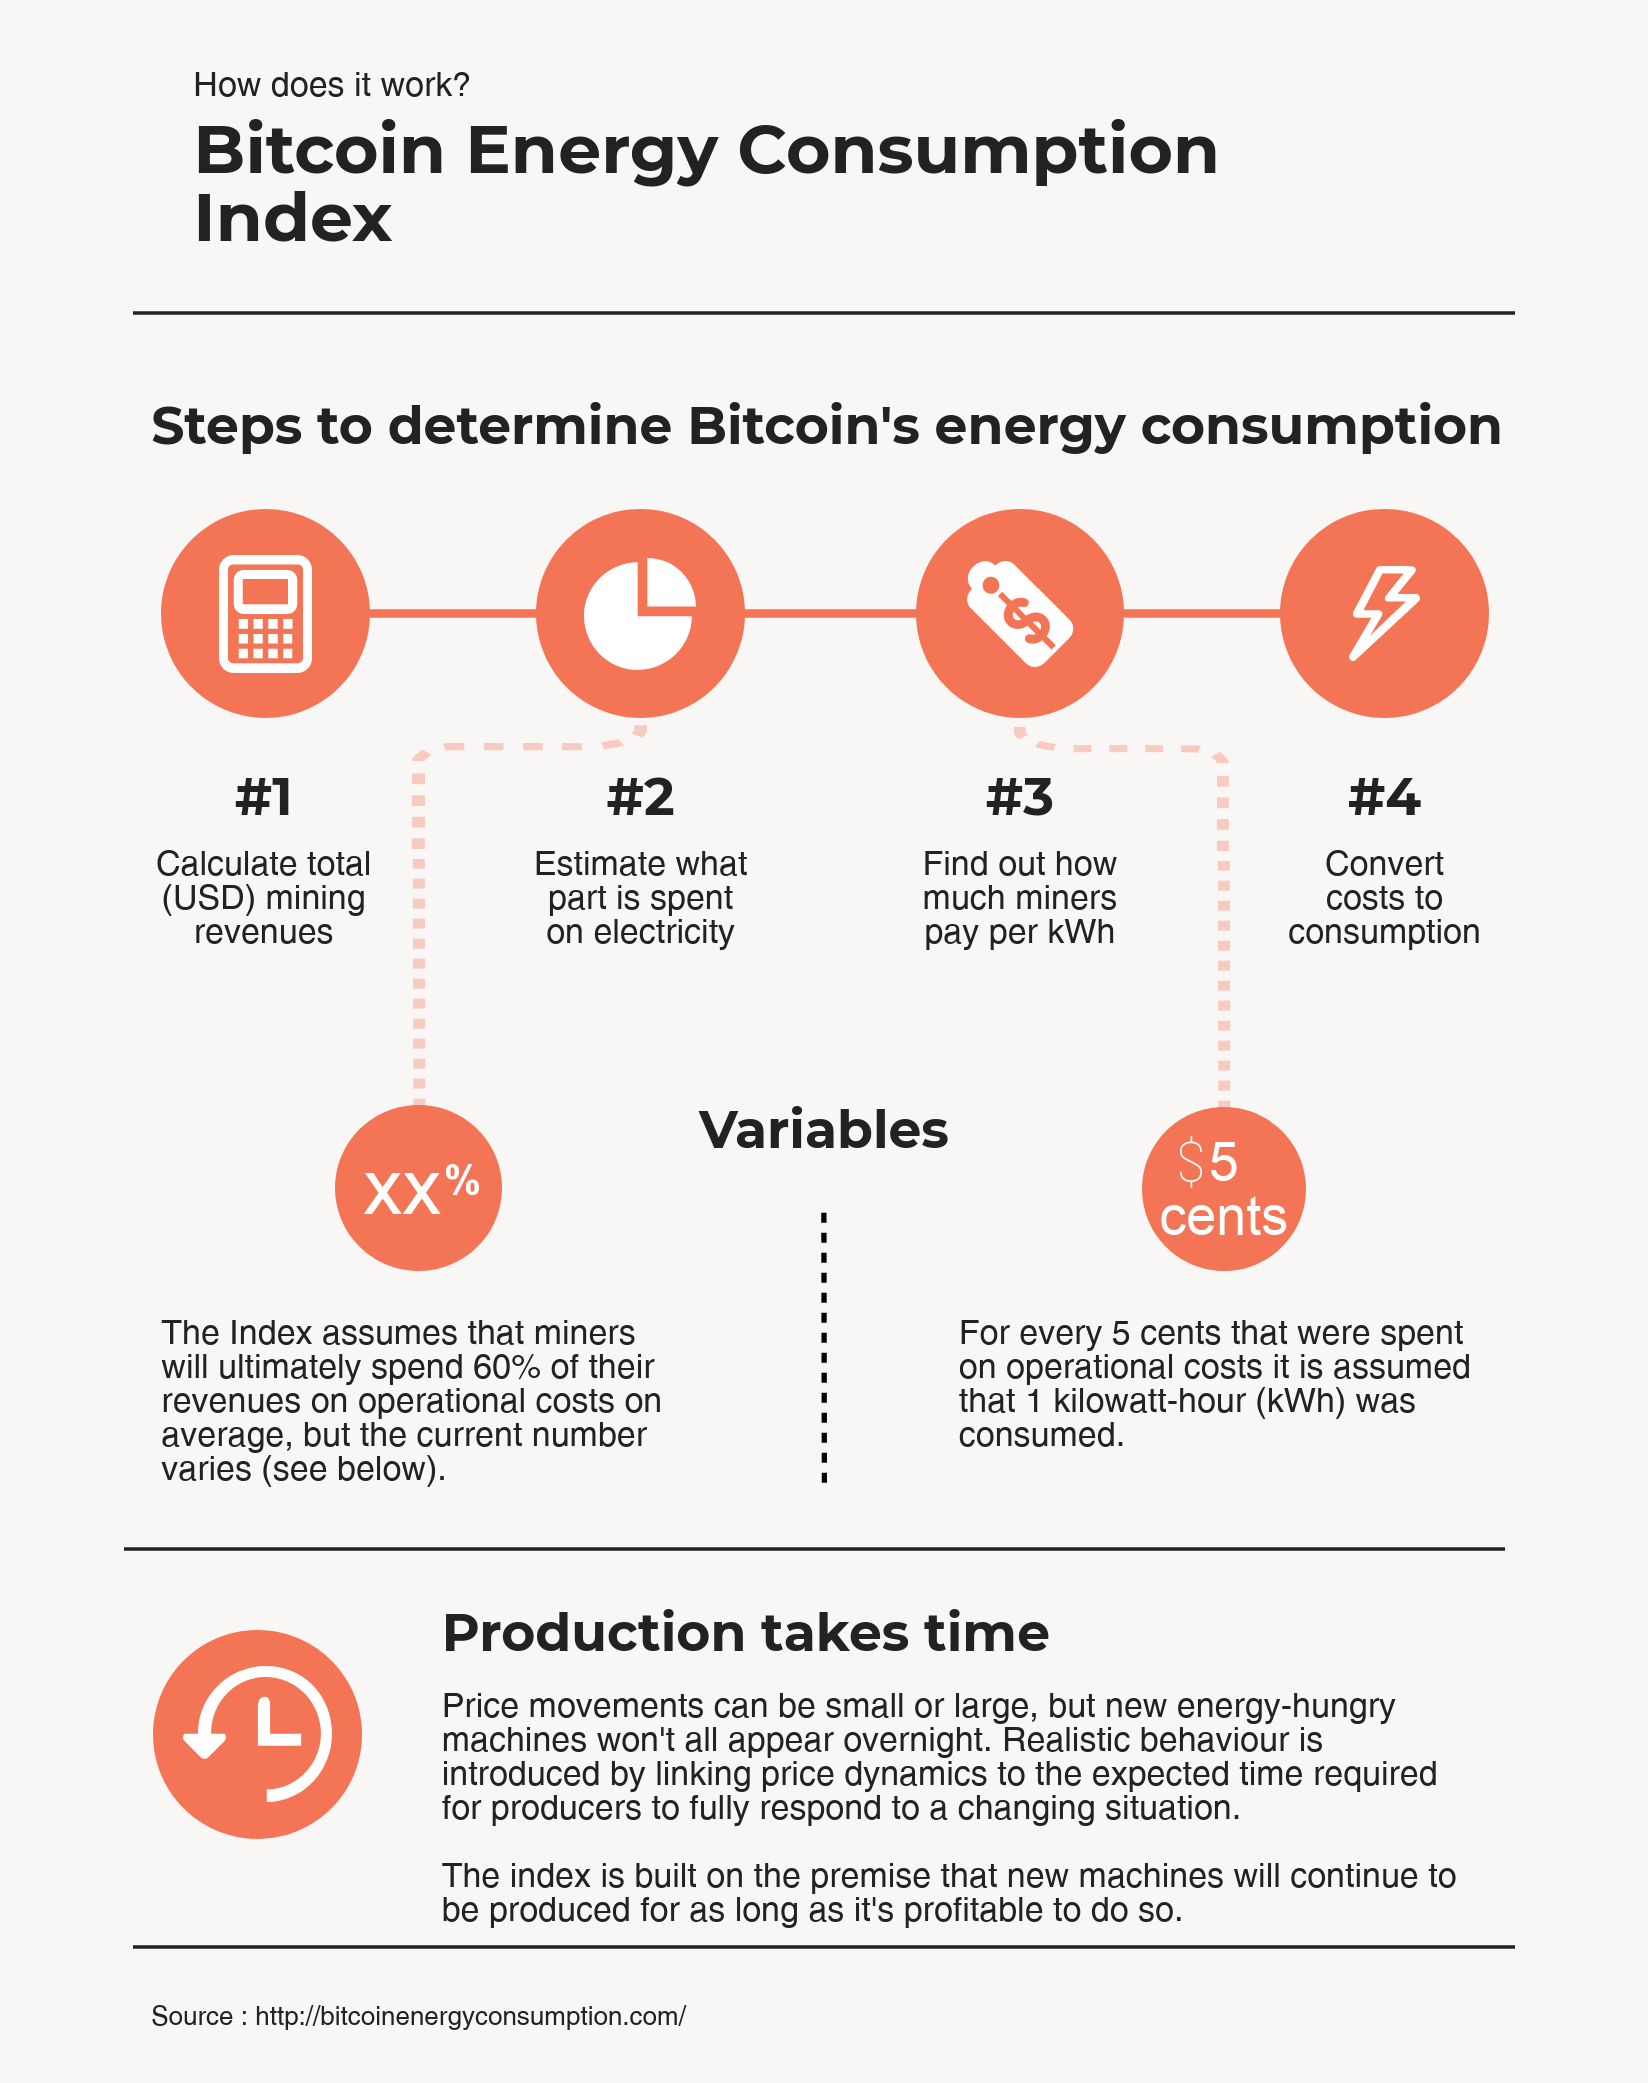 How does it work?
Bitcoin Energy Consumption
Index
Steps to determine Bitcoin's energy consumption
#1
Calculate total
(USD) mining
revenues
#2
Estimate what
part is spent
on electricity
#3
Find out how
much miners
pay per kWh
#4
Convert
costs to
consumption
Variables
xx%
The Index assumes that miners
will ultimately spend 60% of their
revenues on operational costs on
average, but the current number
varies (see below).
$5
cents
For every 5 cents that were spent
on operational costs it is assumed
that 1 kilowatt-hour (kWh) was
consumed.
Production takes time
Price movements can be small or large, but new energy-hungry
machines won't all appear overnight. Realistic behaviour is
introduced by linking price dynamics to the expected time required
for producers to fully respond to a changing situation.
The index is built on the premise that new machines will continue to
be produced for as long as it's profitable to do so.
Source : http://bitcoinenergyconsumption.com/